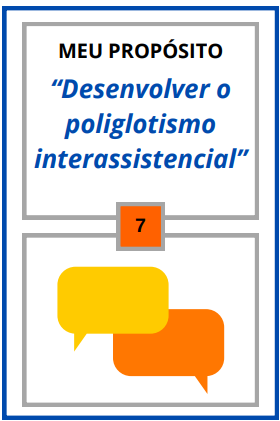 MEU PROPÓSITO
“Desenvolver o
poliglotismo
interassistencial”
7